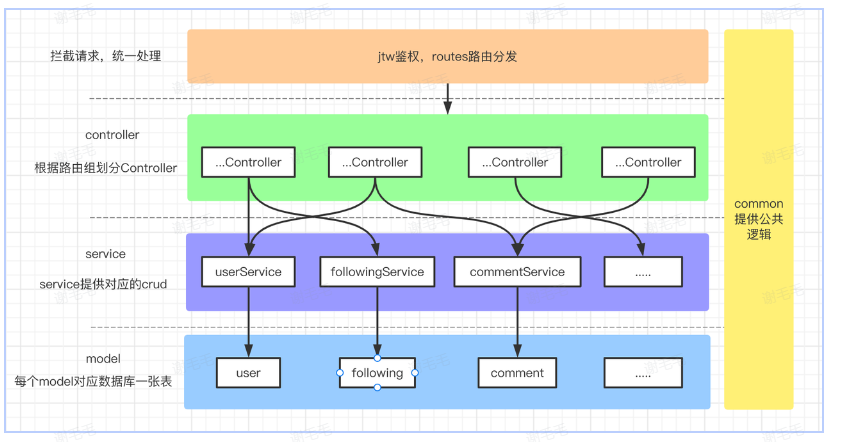 拦截请求，统一处理
jtw鉴权，routes路由分发
controller
根据路由组划分Controller
...Controller
...Controller
...Controller
...Controller
common
提供公共
逻辑
service
service提供对应的crud
userService
followingService
commentService
.....
model
每个model对应数据库一张表
user
following
comment
.....